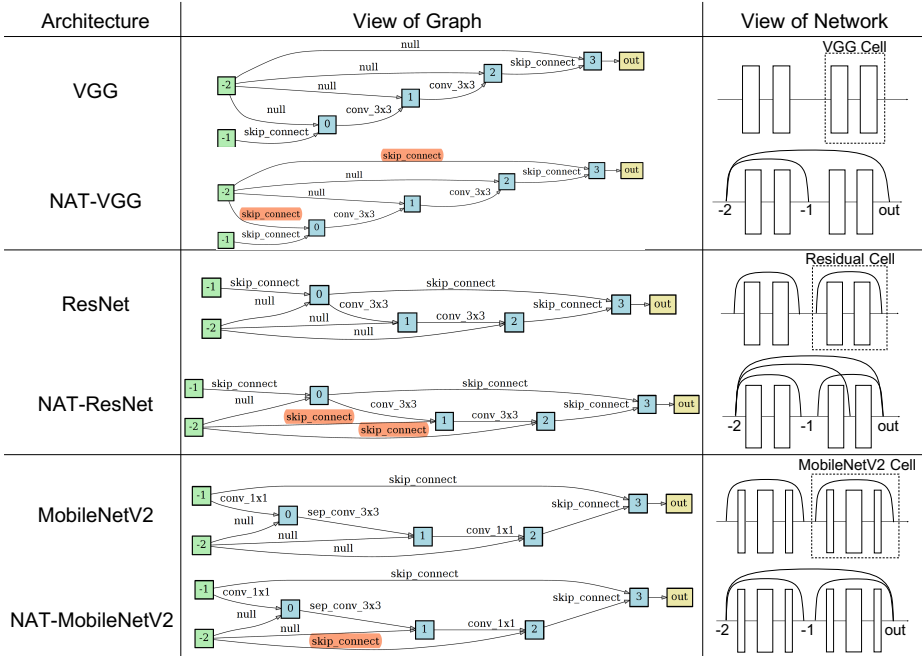 Architecture View of Graph View of Network
VGG
null
null
null
null
skip_connect
conv_3x3
conv_3x3
skip_connect
-2
-1
0
1
2
3
out
VGG Cell
NAT-VGG
skip_connect
null
null
skip_connect
skip_connect
conv_3x3
conv_3x3
skip_connect
-2
-1
0
1
2
3
out
-2 -1 out
ResNet
skip_connect
null
skip_connect
conv_3x3
null
conv_3x3
null
skip_connect
-1
-2
0
1
2
3
out
Residual Cell
NAT-ResNet
skip_connect
null
skip_connect
conv_3x3
skip_connect
conv_3x3
skip_connect
skip_connect
-1
-2
0
1
2
3
out
-2 -1 out
MobileNetV2
skip_connect
conv_1x1
null
sep_conv_3x3
null
conv_1x1
null
skip_connect
-1
-2
0
1
2
3
out
MobileNetV2 Cell
NAT-MobileNetV2
skip_connect
conv_1x1
null
sep_conv_3x3
null
conv_1x1
skip_connect
skip_connect
-1
-2
0
1
2
3
out
-2 -1 out